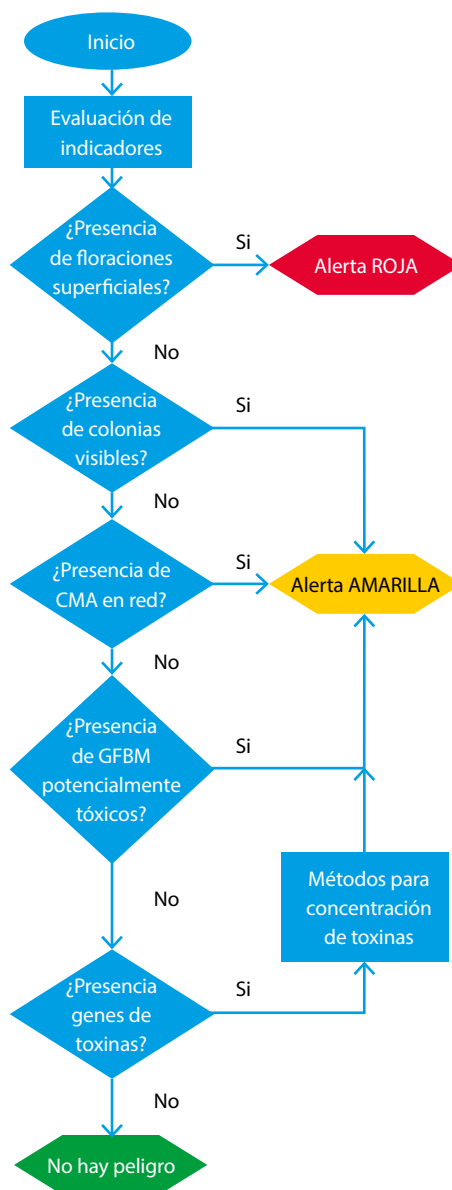 Inicio
Evaluación de
indicadores
¿Presencia
de floraciones
superficiales?
Si
Alerta ROJA
No
¿Presencia
de colonias
visibles?
Si
No
¿Presencia de
CMA en red?
Si
Alerta AMARILLA
No
¿Presencia
de GFBM
potencialmente
tóxicos?
Si
Métodos para
concentración
de toxinas
No
¿Presencia
genes de
toxinas?
Si
No
No hay peligro